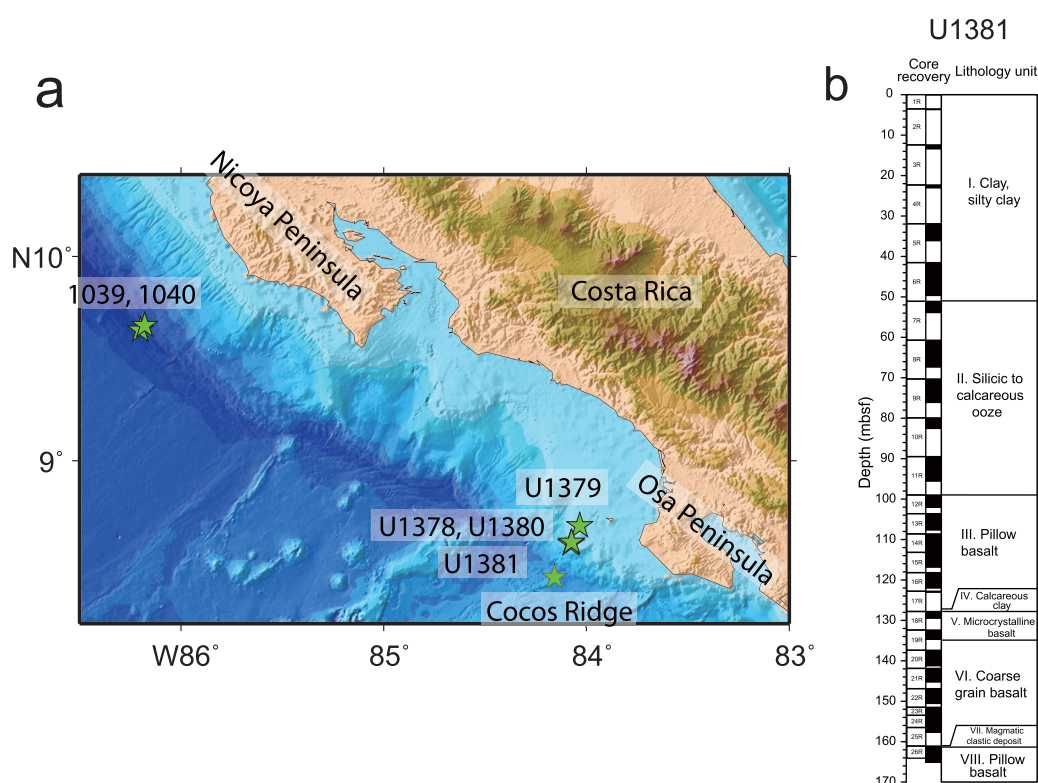 a
Nicoya Peninsula
Costa Rica
1039, 1040
U1379
U1378, U1380
U1381
Osa Peninsula
Cocos Ridge
N10˚
9˚
W86˚
85˚
84˚
83˚
b
U1381
Core
recovery
Lithology unit
Depth (mbsf)
0
10
20
30
40
50
60
70
80
90
100
110
120
130
140
150
160
170
1R
2R
3R
4R
5R
6R
7R
8R
9R
10R
11R
12R
13R
14R
15R
16R
17R
18R
19R
20R
21R
22R
23R
24R
25R
26R
I. Clay,
silty clay
II. Silicic to
calcareous
ooze
III. Pillow
basalt
IV. Calcareous
clay
V. Microcrystalline
basalt
VI. Coarse
grain basalt
VII. Magmatic
clastic deposit
VIII. Pillow
basalt